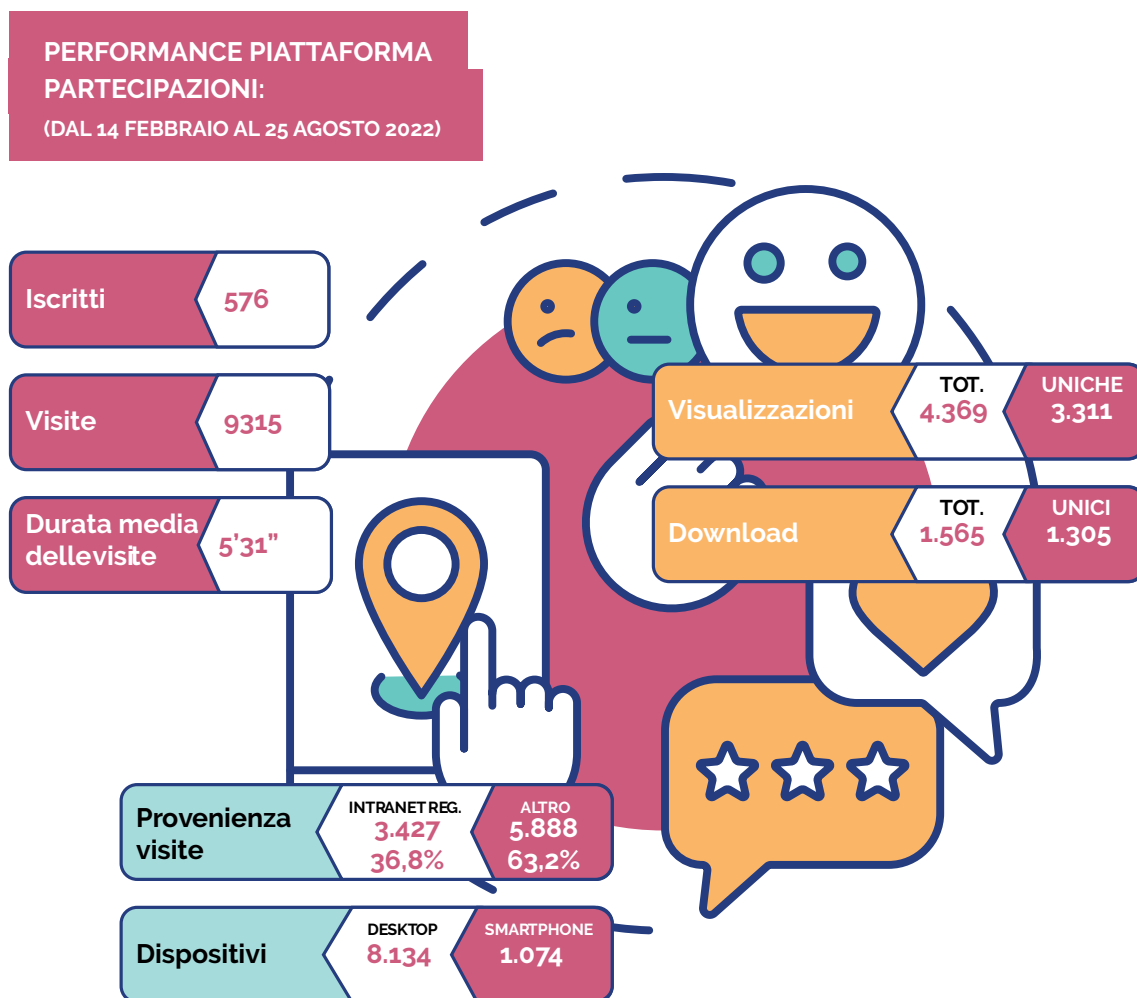 PERFORMANCE PIATTAFORMA
PARTECIPAZIONI:
(DAL 14 FEBBRAIO AL 25 AGOSTO 2022)
Iscritti
576
Visite
9315
Durata media
delle visite
5'31”
Visualizzazioni
TOT.
4.369
UNICHE
3.311
Download
TOT.
1.565
UNICI
1.305
Provenienza
visite
INTRANET REG.
3.427
36,8%
ALTRO
5.888
63,2%
Dispositivi
DESKTOP
8.134
SMARTPHONE
1.074